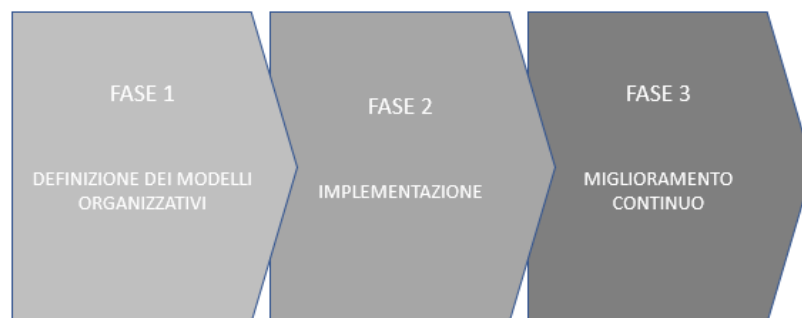 FASE 1
DEFINIZIONE DEI MODELLI
ORGANIZZATIVI
FASE 2
IMPLEMENTAZIONE
FASE 3
MIGLIORAMENTO
CONTINUO